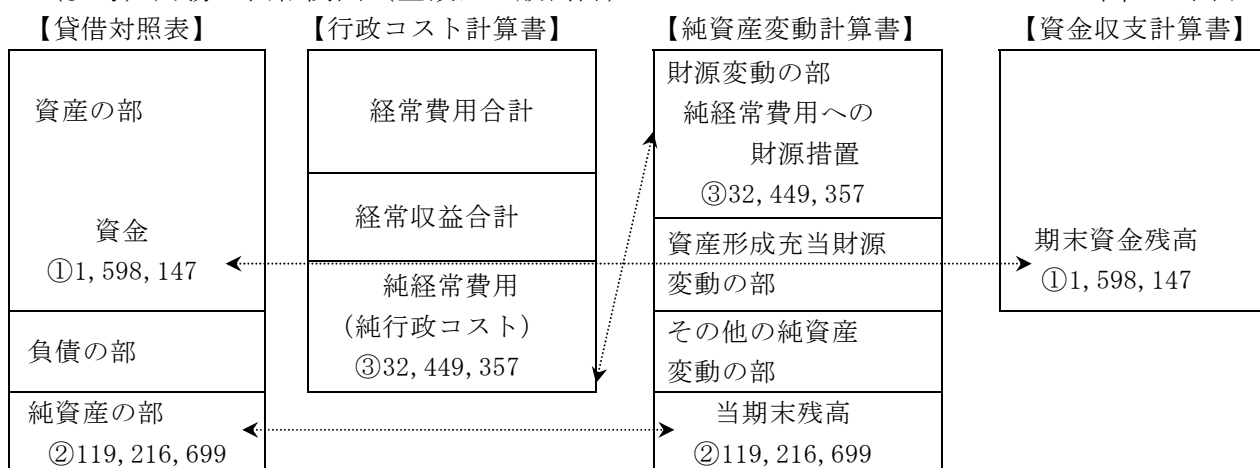 【貸借対照表】
資産の部
資金
①1,598,147
負債の部
純資産の部
②119,216,699
【行政コスト計算書】
経常費用合計
経常収益合計
純経常費用
(純行政コスト)
③32,449,357
【純資産変動計算書】
財源変動の部
純経常費用への
財源措置
③32,449,357
資産形成充当財源
変動の部
その他の純資産
変動の部
当期末残高
②119,216,699
【資金収支計算書】
期末資金残高
①1,598,147